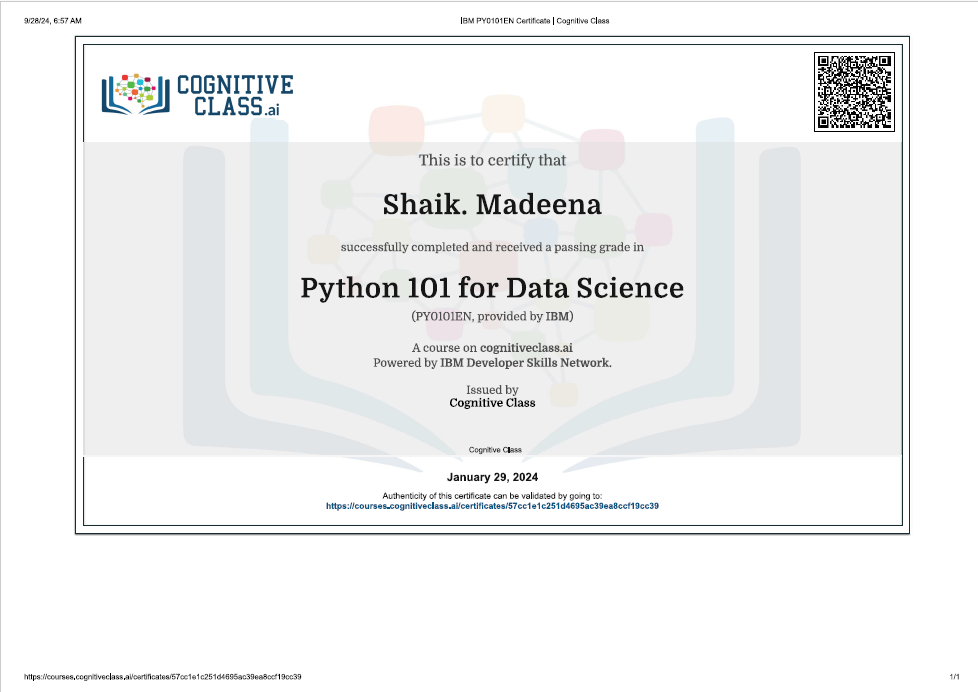 9/28/24, 6:57 AM
IBM PY0101EN Certificate | Cognitive Class
COGNITIVE
CLASS.ai
This is to certify that
Shaik. Madeena
successfully completed and received a passing grade in
Python 101 for Data Science
(PY0101EN, provided by IBM)
A course on cognitiveclass.ai
Powered by IBM Developer Skills Network.
Issued by
Cognitive Class
Cognitive Class
January 29, 2024
Authenticity of this certificate can be validated by going to:
https://courses.cognitiveclass.ai/certificates/57cc1e1c251d4695ac39ea8ccf19cc39
https://courses.cognitiveclass.ai/certificates/57cc1e1c251d4695ac39ea8ccf19cc39
1/1